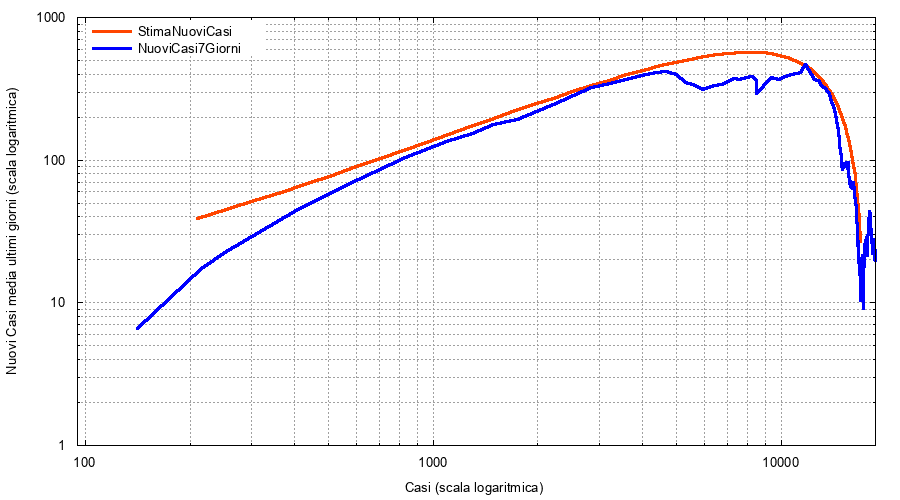 1000
StimaNuoviCasi
NuoviCasi7Giorni
100
10
1
100
1000
10000
Nuovi Casi media ultimi giorni (scala logaritmica)
Casi (scala logaritmica)